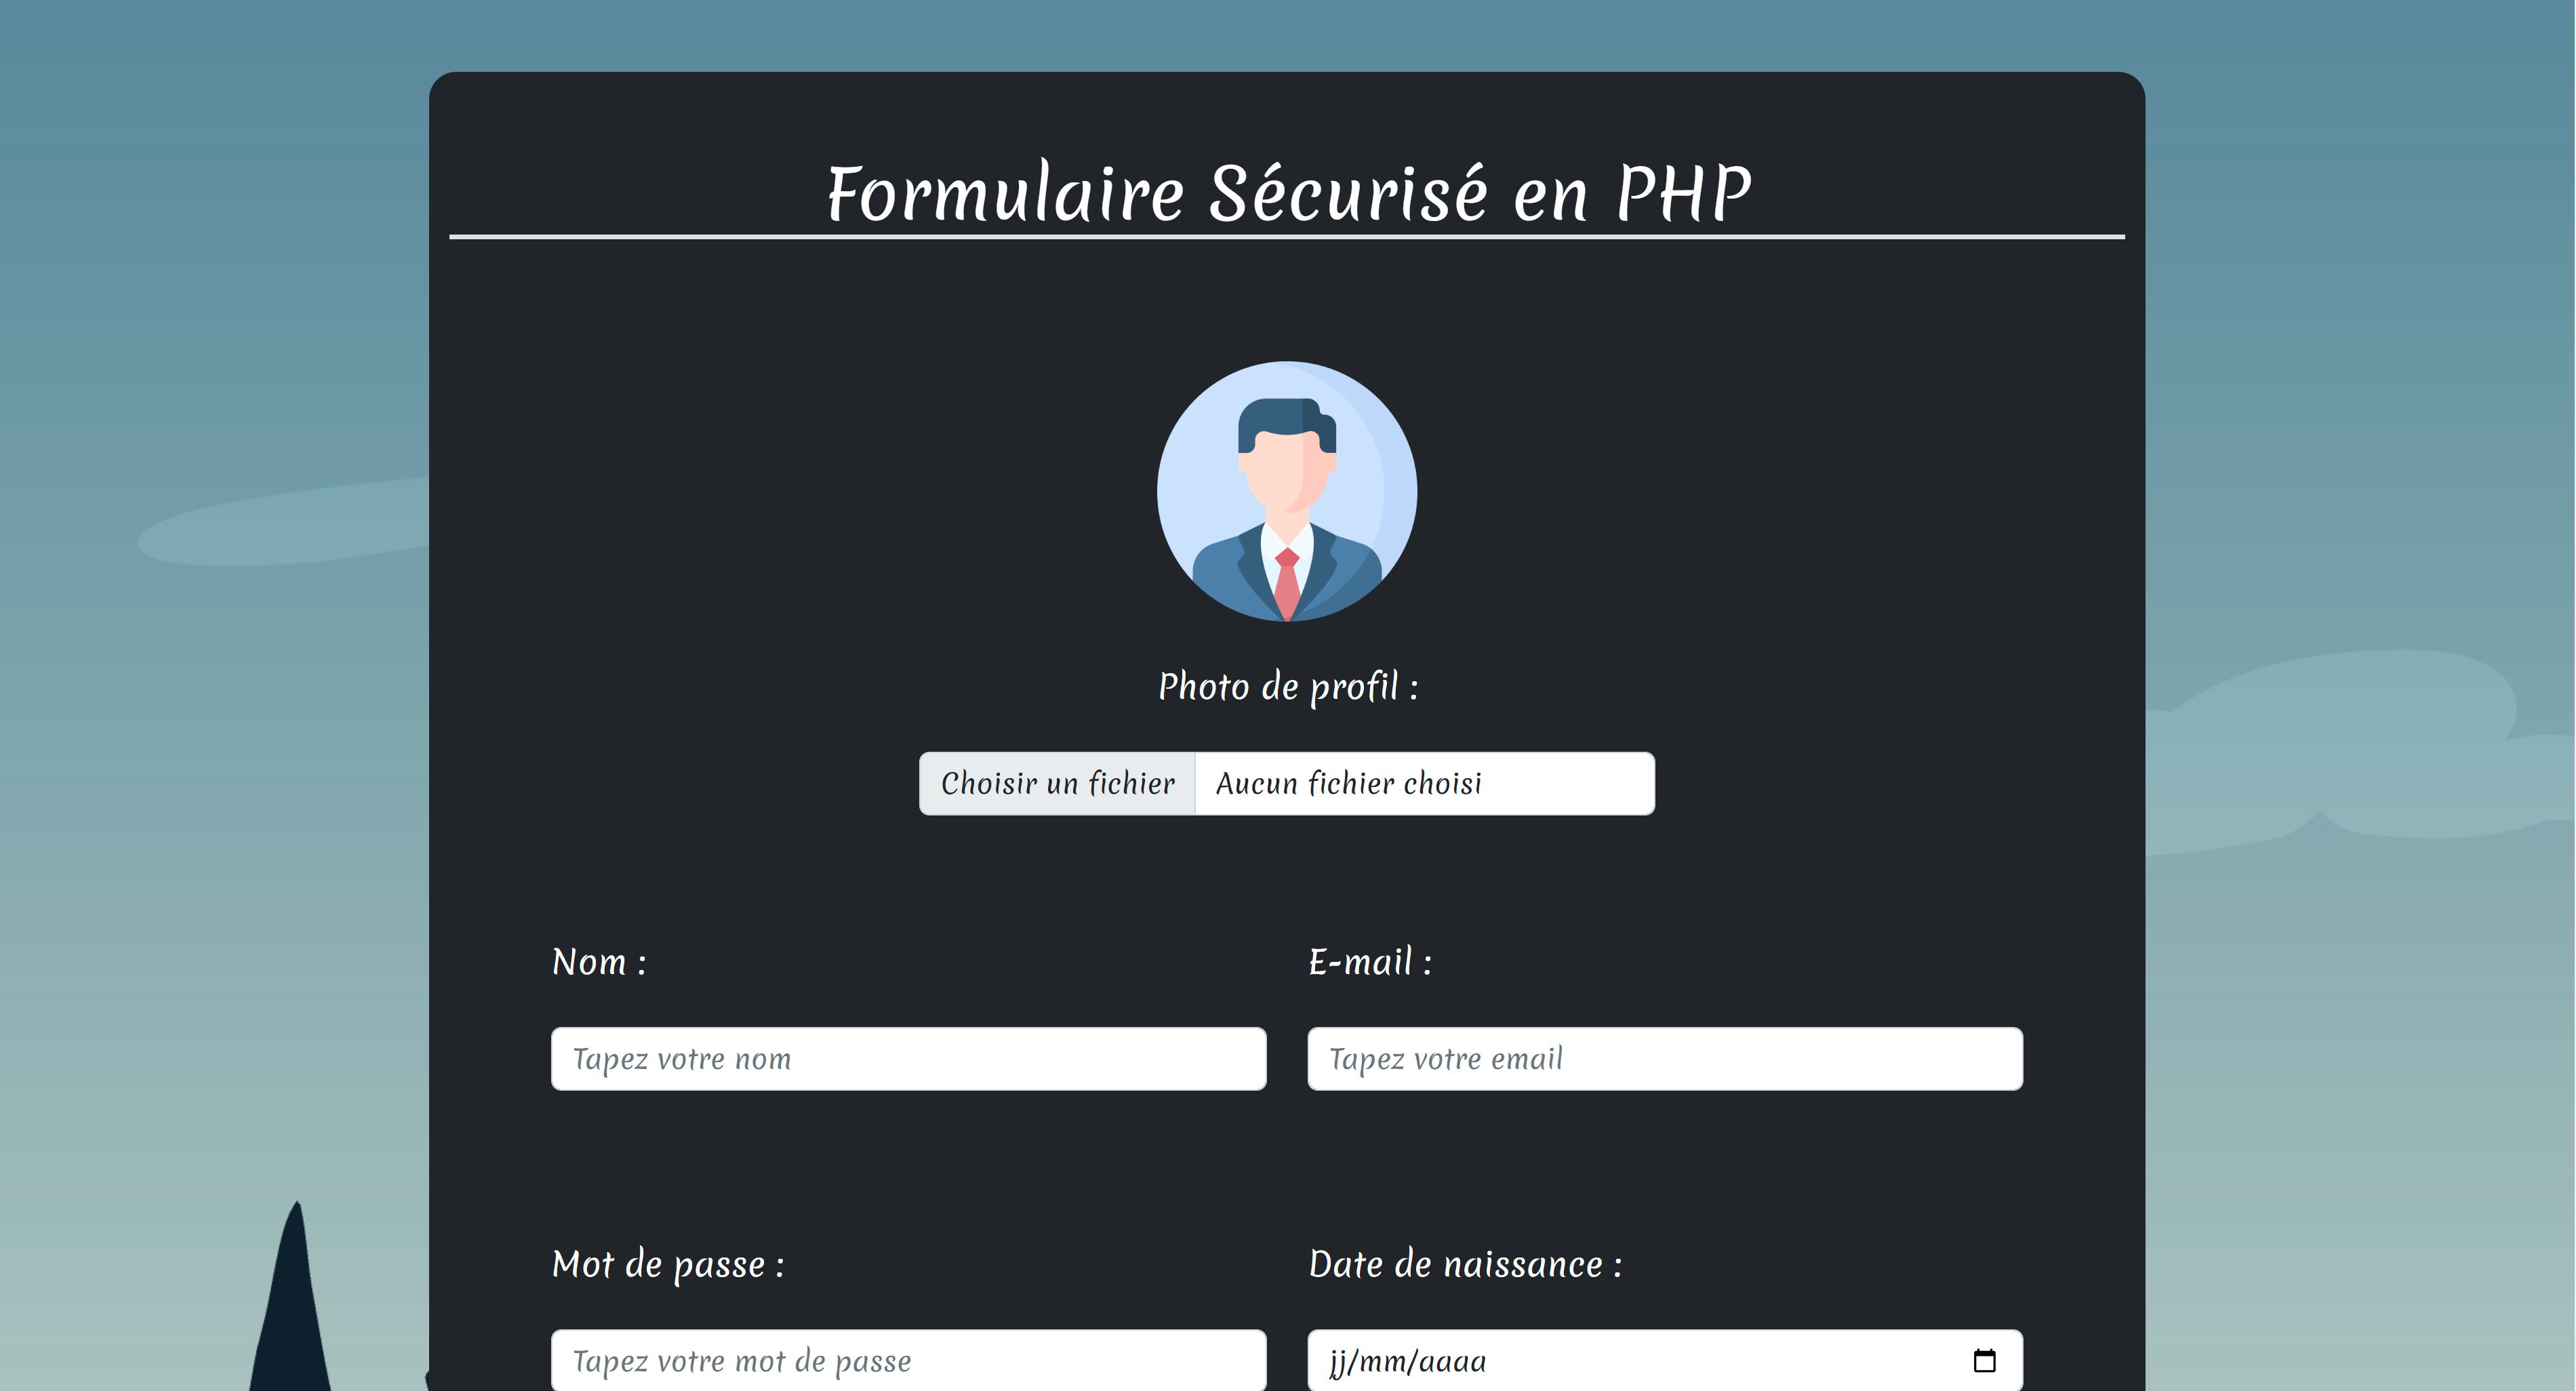 Formulaire Sécurisé en PHP
Photo de profil :
Choisir un fichier Aucun fichier choisi
Nom : E-mail :
Tapez votre nom Tapez votre email
Mot de passe : Date de naissance :
Tapez votre mot de passe jj/mm/aaaa